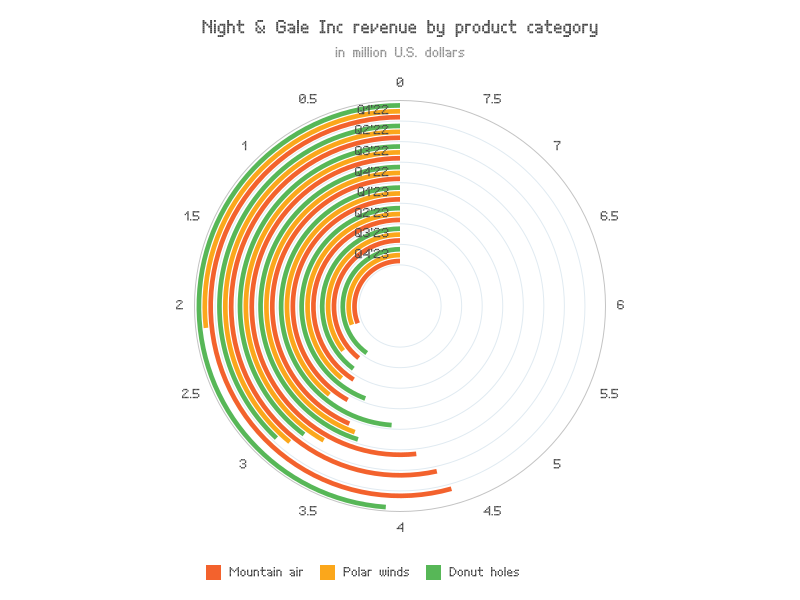 Night & Gale Inc revenue by product category
in million U.S. dollars
0
0.5
7.5
1
7
1.5
6.5
2
6
2.5
5.5
3
5
3.5
4.5
4
Q1'22
Q2'22
Q3'22
Q4'22
Q1'23
Q2'23
Q3'23
Q4'23
Mountain air
Polar winds
Donut holes